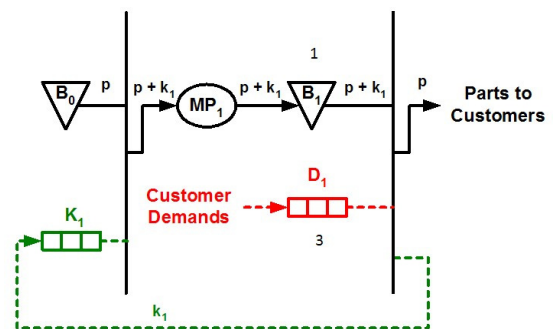 1
B0
p
p + k1
MP1
p + k1
B1
p + k1
p
Parts to
Customers
Customer
Demands
D1
K1
3
k1